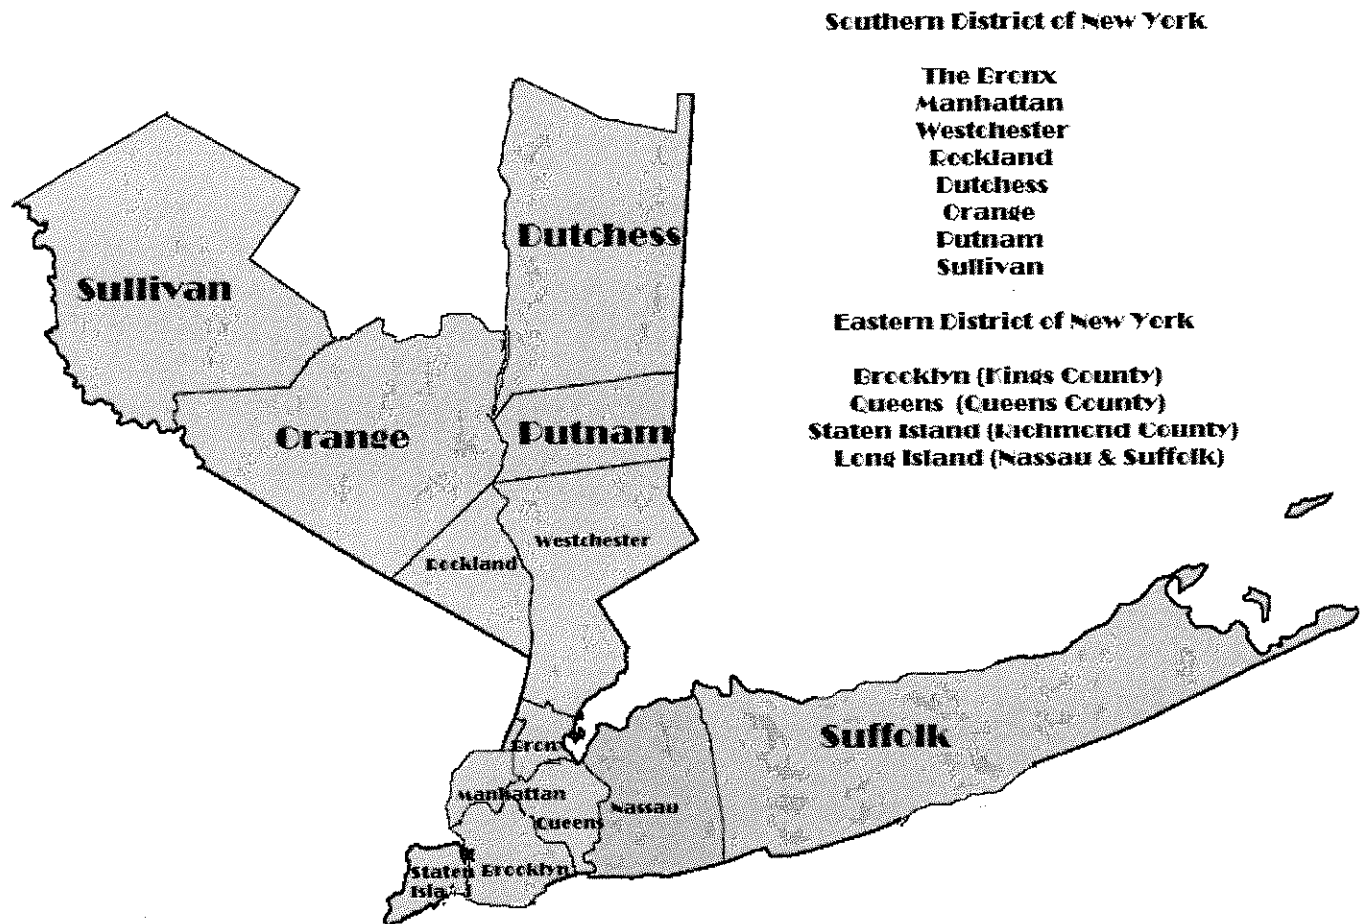 Southern District of New York
The Bronx
Manhattan
Westchester
Rockland
Dutchess
Orange
Putnam
Sullivan
Eastern District of New York
Brooklyn (Kings County)
Queens (Queens County)
Staten Island (Richmond County)
Long Island (Nassau & Suffolk)
Dutchess
Sullivan
Orange
Putnam
Westchester
Rockland
Suffolk
Bronx
Manhattan
Nassau
Queens
Staten
Brooklyn